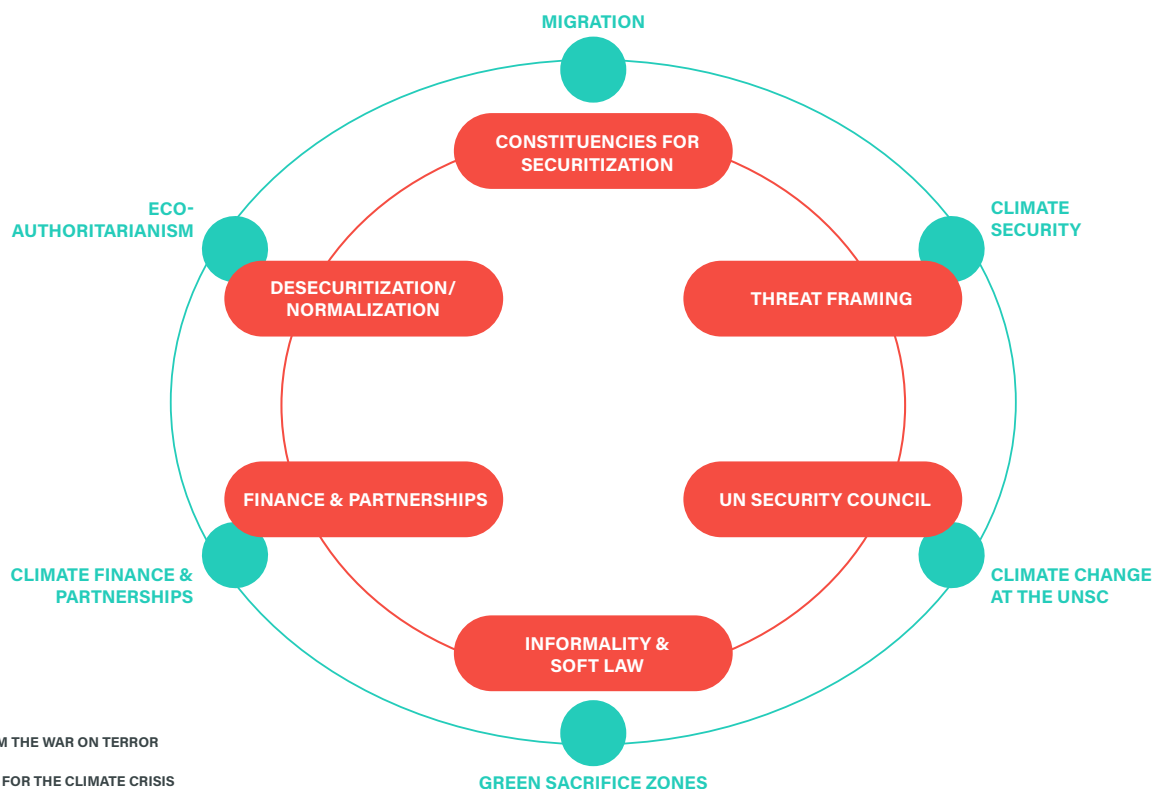 MIGRATION
CONSTITUENCIES FOR
SECURITIZATION
ECO-
AUTHORITARIANISM
CLIMATE
SECURITY
DESECURITIZATION/
NORMALIZATION
THREAT FRAMING
FINANCE & PARTNERSHIPS
UN SECURITY COUNCIL
CLIMATE FINANCE &
PARTNERSHIPS
CLIMATE CHANGE
AT THE UNSC
INFORMALITY &
SOFT LAW
THE WAR ON TERROR
FOR THE CLIMATE CRISIS
GREEN SACRIFICE ZONES